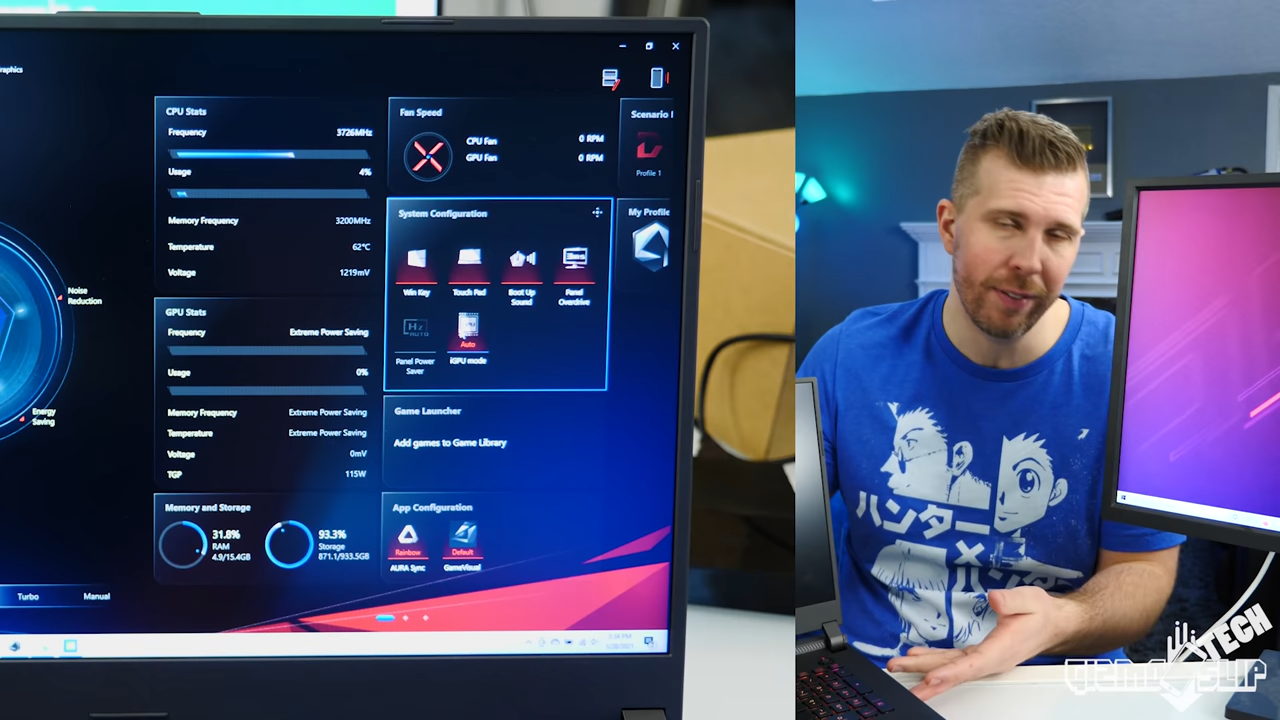 raphics
CPU Stats
Frequency 3726MHz
Usage 4%
Memory Frequency 3200MHz
Temperature 62°C
Voltage 1219mV
GPU Stats
Frequency Extreme Power Saving
Usage 0%
Memory Frequency Extreme Power Saving
Temperature Extreme Power Saving
Voltage 0mV
TGP 115W
Memory and Storage
31.8%
RAM
4.9/15.4GB
93.3%
Storage
871.1/933.5GB
Noise
Reduction
Energy
Saving
Turbo Manual
Fan Speed
CPU Fan 0 RPM
GPU Fan 0 RPM
System Configuration
Win Key Touch Pad Boot Up Sound Panel Overdrive
Hz
AUTO
Auto
Panel Power Saver iGPU mode
Game Launcher
Add games to Game Library
App Configuration
Rainbow Default
AURA Sync GameVisual
Scenario
Profile 1
My Profile
ハンター
×ハンター
GIZMO SLIP
TECH